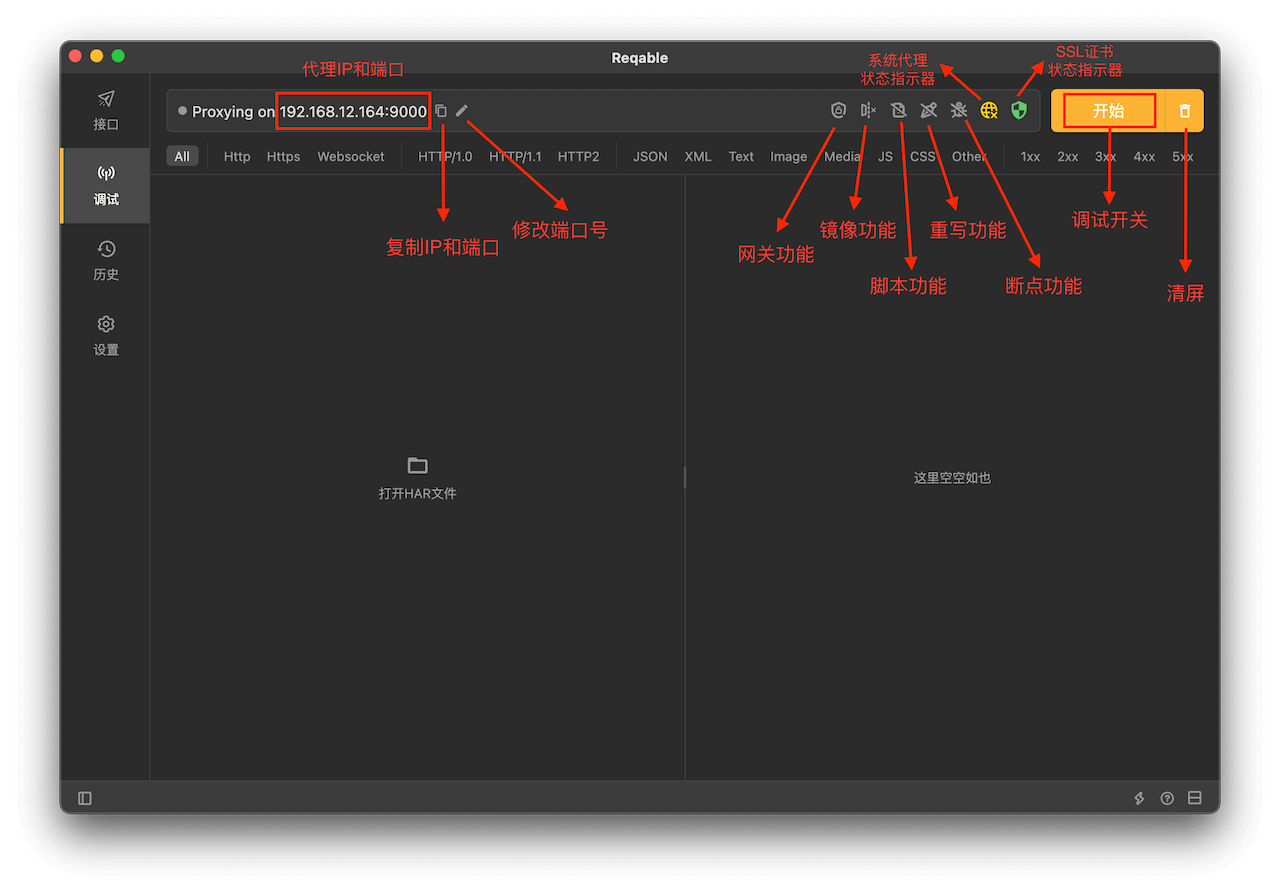 Reqable
代理IP和端口
系统代理
状态指示器
SSL证书
状态指示器
接口
Proxying on 192.168.12.164:9000
开始
All Http Https Websocket HTTP/1.0 HTTP/1.1 HTTP2 JSON XML Text Image Media JS CSS Other 1xx 2xx 3xx 4xx 5xx
调试
复制IP和端口
修改端口号
网关功能
镜像功能
脚本功能
重写功能
断点功能
调试开关
清屏
历史
设置
打开HAR文件
这里空空如也